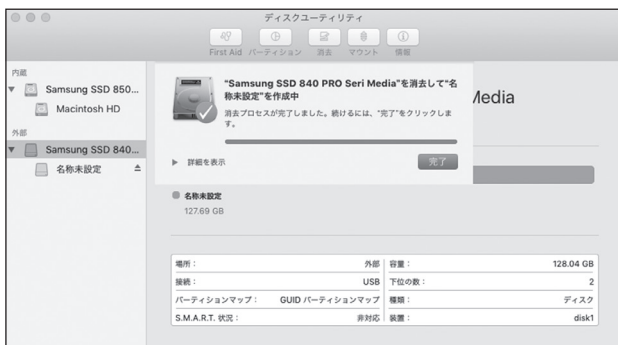 ディスクユーティリティ
First Aid パーティション 消去 マウント 情報
内蔵
Samsung SSD 850...
Macintosh HD
外部
Samsung SSD 840...
名称未設定
"Samsung SSD 840 PRO Seri Media"を消去して"名
称未設定"を作成中
消去プロセスが完了しました。続けるには、"完了"をクリックしま
す。
詳細を表示
完了
Media
名称未設定
127.69 GB
場所： 外部 容量： 128.04 GB
接続： USB 下位の数： 2
パーティションマップ： GUID パーティションマップ 種類： ディスク
S.M.A.R.T. 状況： 非対応 装置： disk1